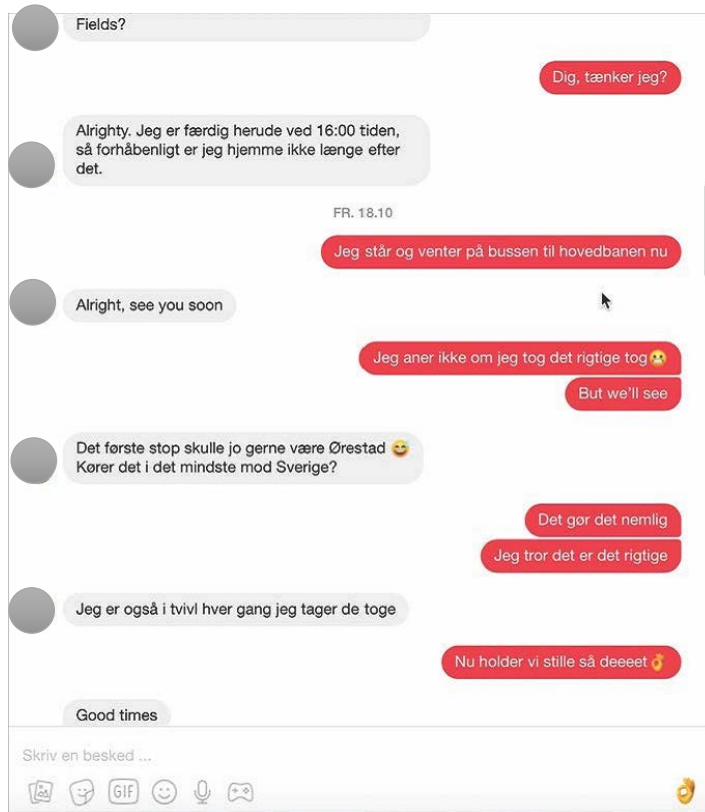 Fields?
Dig, tænker jeg?
Alrighty. Jeg er færdig herude ved 16:00 tiden,
så forhåbenligt er jeg hjemme ikke længe efter
det.
FR. 18.10
Jeg står og venter på bussen til hovedbanen nu
Alright, see you soon
Jeg aner ikke om jeg tog det rigtige tog😬
But we'll see
Det første stop skulle jo gerne være Ørestad 😅
Kører det i det mindste mod Sverige?
Det gør det nemlig
Jeg tror det er det rigtige
Jeg er også i tvivl hver gang jeg tager de toge
Nu holder vi stille så deeeet👌
Good times
Skriv en besked ...
GIF